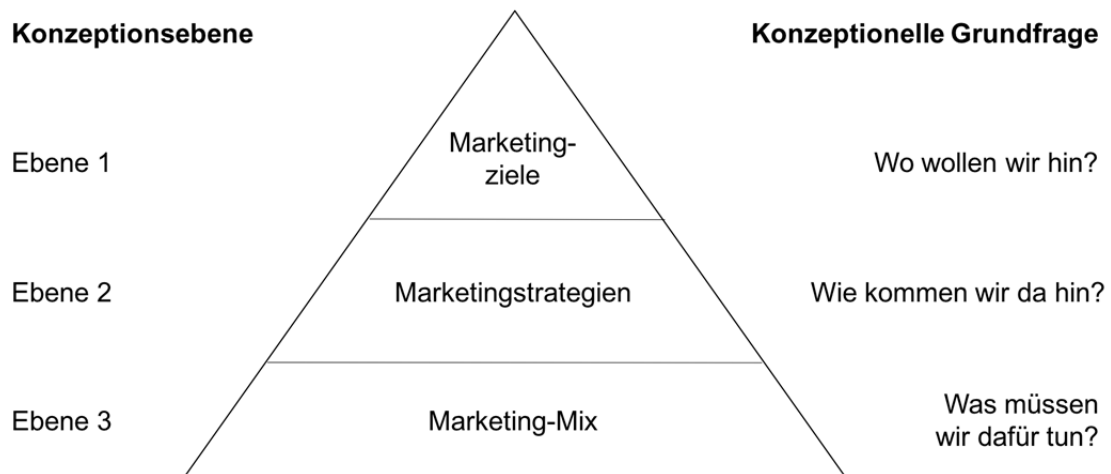 Konzeptionsebene
Konzeptionelle Grundfrage
Ebene 1
Marketing-
ziele
Wo wollen wir hin?
Ebene 2
Marketingstrategien
Wie kommen wir da hin?
Ebene 3
Marketing-Mix
Was müssen
wir dafür tun?